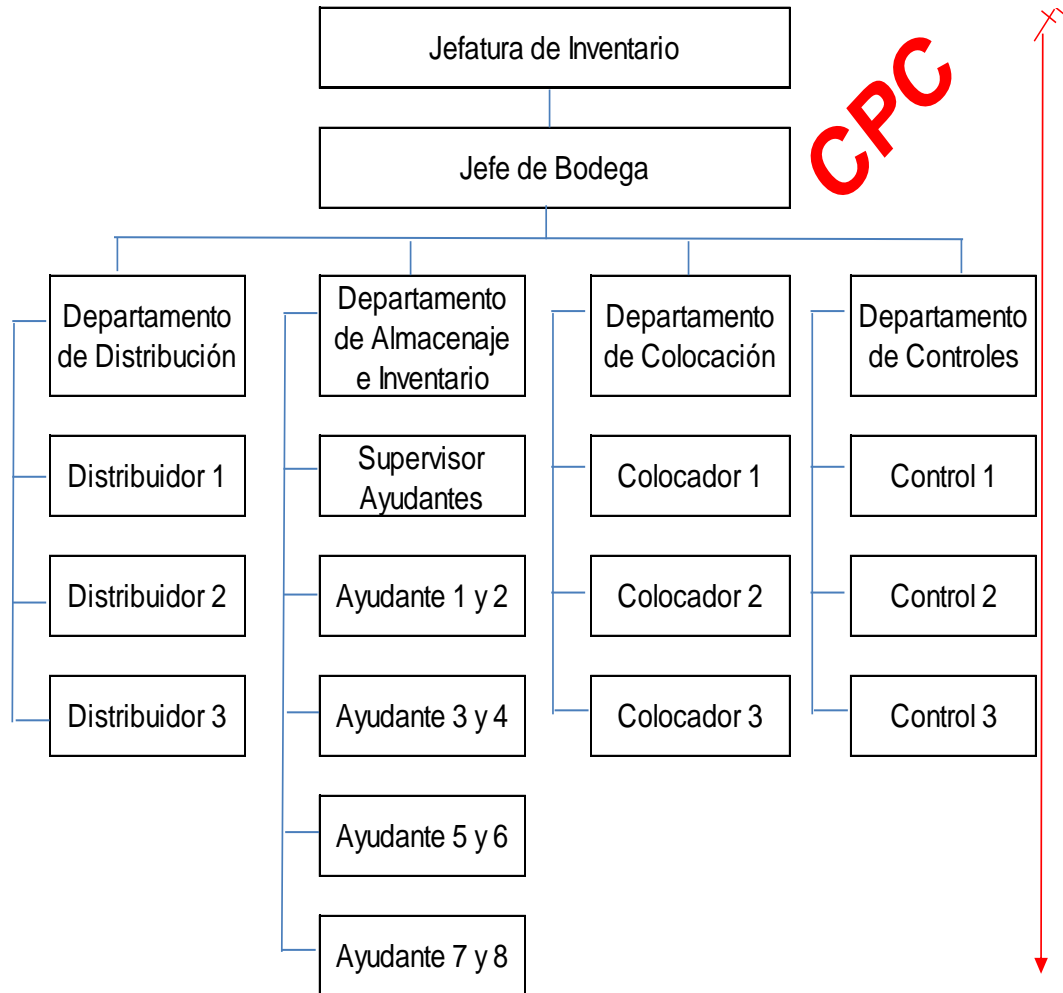 Jefatura de Inventario
CPC
Jefe de Bodega
Departamento
de Distribución
Departamento
de Almacenaje
e Inventario
Departamento
de Colocación
Departamento
de Controles
Distribuidor 1
Supervisor
Ayudantes
Colocador 1
Control 1
Distribuidor 2
Ayudante 1 y 2
Colocador 2
Control 2
Distribuidor 3
Ayudante 3 y 4
Colocador 3
Control 3
Ayudante 5 y 6
Ayudante 7 y 8